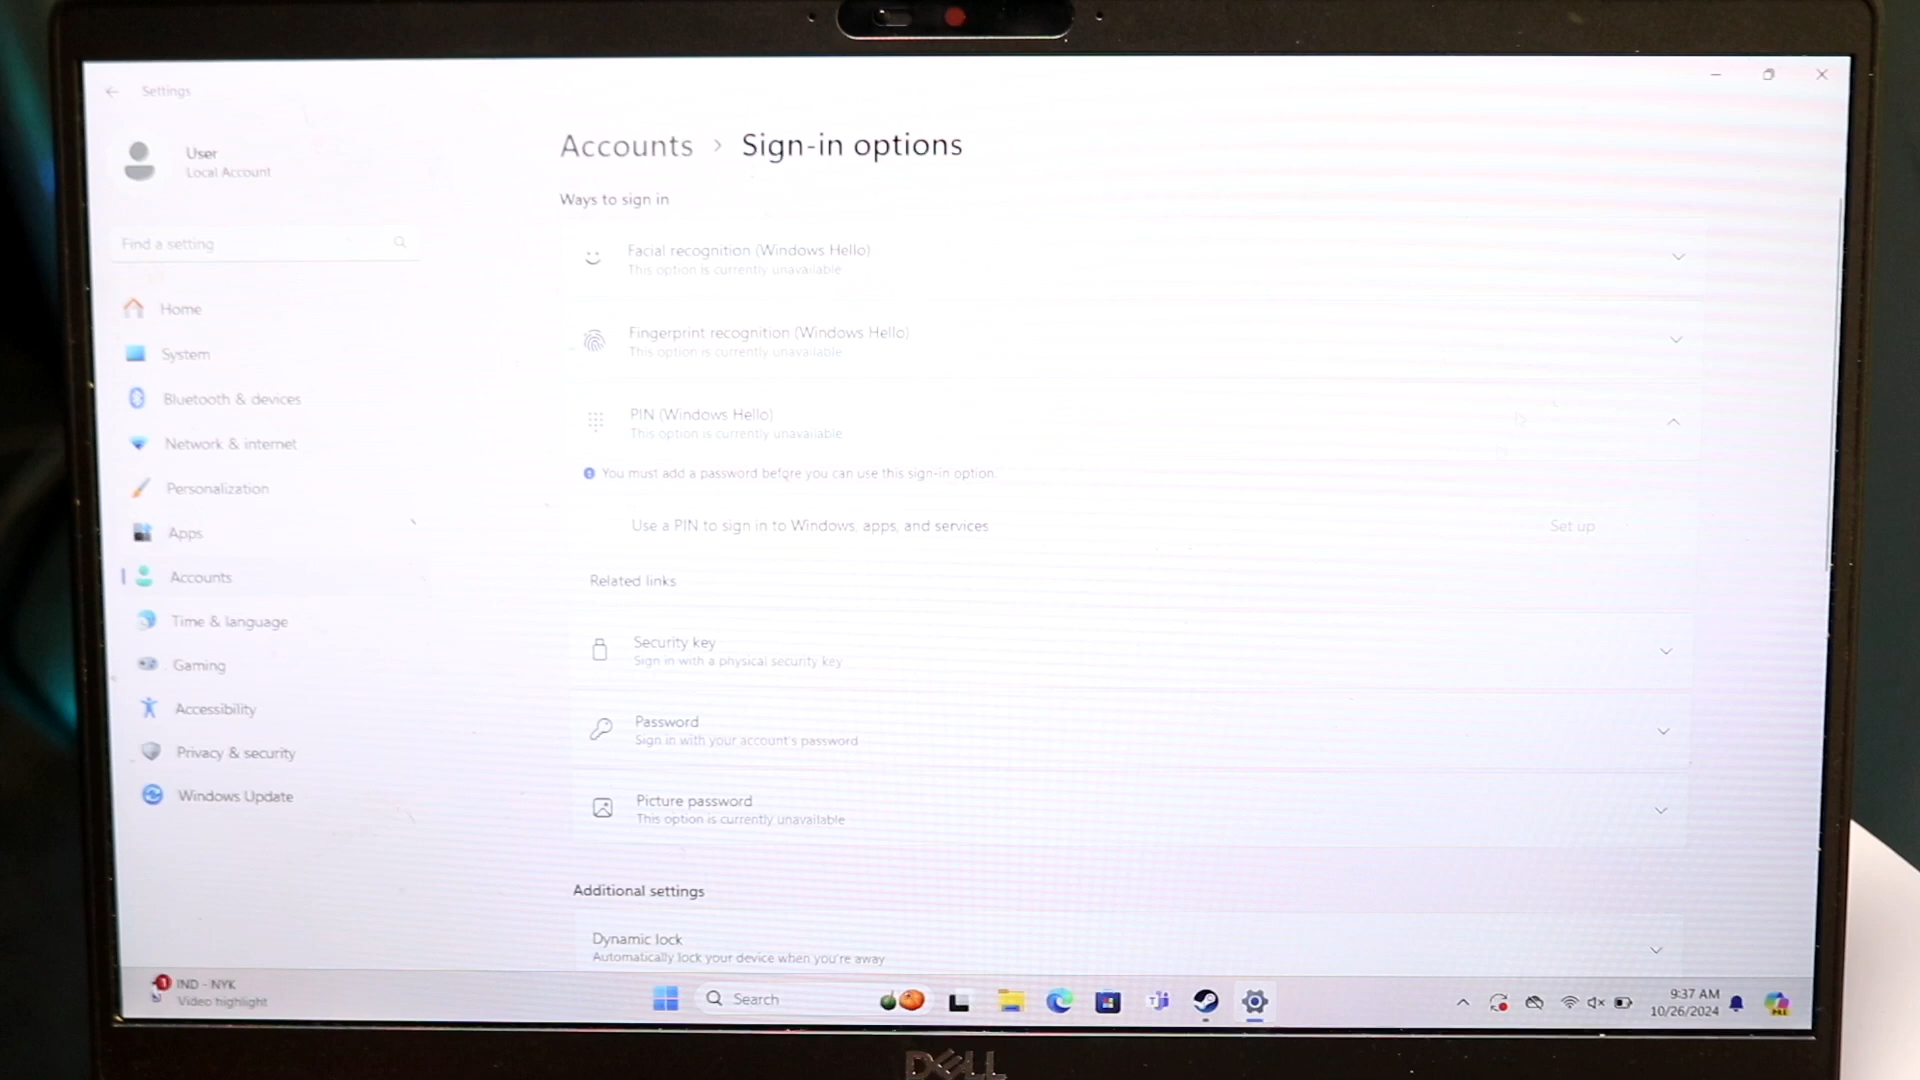 Settings
User
Local Account
Find a setting
Home
System
Bluetooth & devices
Network & internet
Personalization
Apps
Accounts
Time & language
Gaming
Accessibility
Privacy & security
Windows Update
Accounts > Sign-in options
Ways to sign in
Facial recognition (Windows Hello)
This option is currently unavailable
Fingerprint recognition (Windows Hello)
This option is currently unavailable
PIN (Windows Hello)
This option is currently unavailable
You must add a password before you can use this sign-in option.
Use a PIN to sign in to Windows, apps, and services
Set up
Related links
Security key
Sign in with a physical security key
Password
Sign in with your account's password
Picture password
This option is currently unavailable
Additional settings
Dynamic lock
Automatically lock your device when you're away
1
IND - NYK
Video highlight
Search
9:37 AM
10/26/2024
DELL